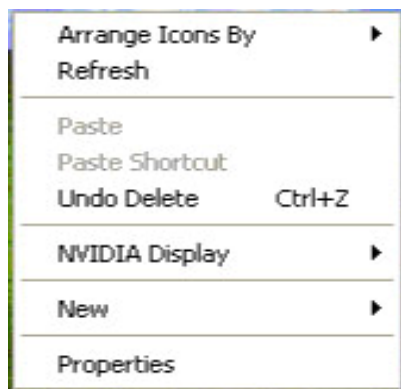 Arrange Icons By
Refresh
Paste
Paste Shortcut
Undo Delete Ctrl+Z
NVIDIA Display
New
Properties